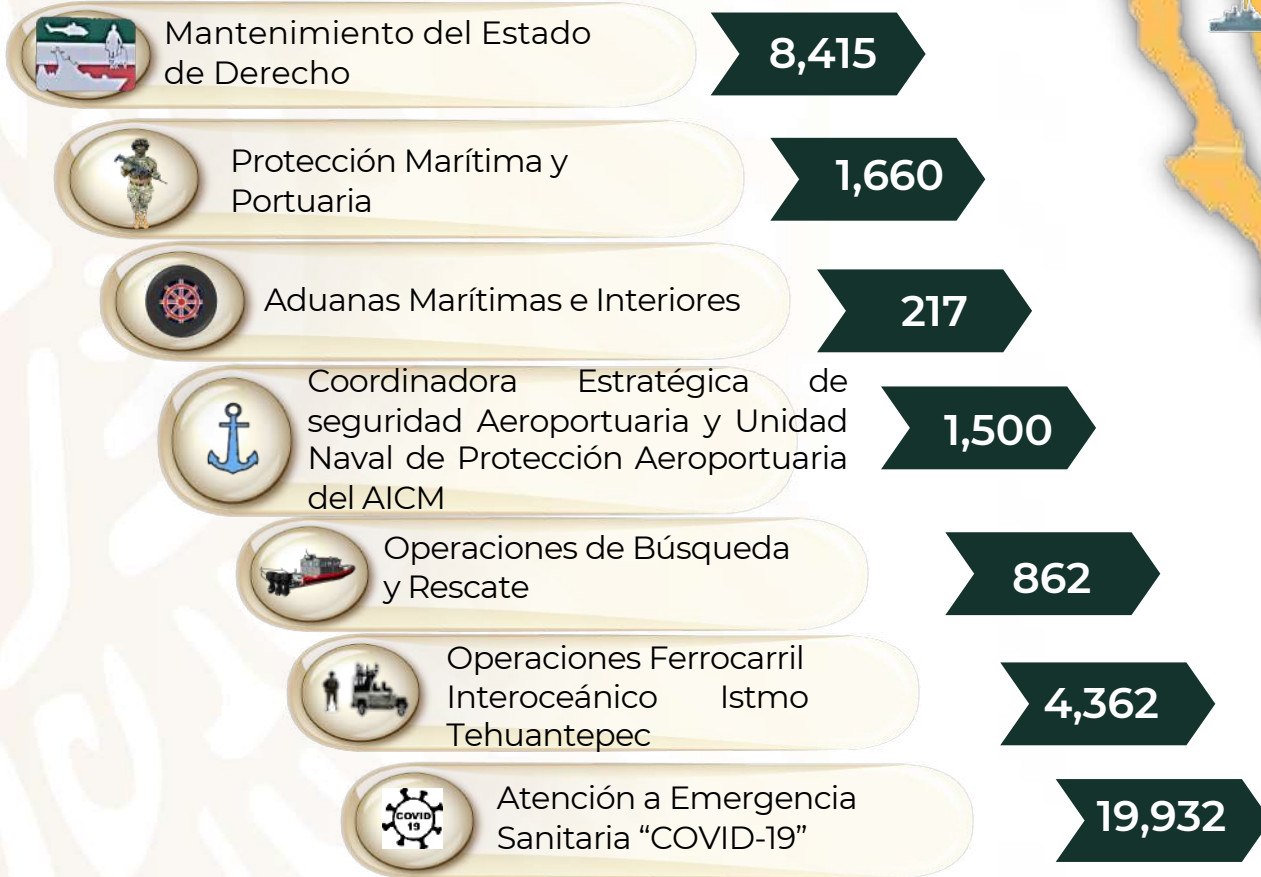 Mantenimiento del Estado
de Derecho
8,415
Protección Marítima y
Portuaria
1,660
Aduanas Marítimas e Interiores
217
Coordinadora Estratégica de
seguridad Aeroportuaria y Unidad
Naval de Protección Aeroportuaria
del AICM
1,500
Operaciones de Búsqueda
y Rescate
862
Operaciones Ferrocarril
Interoceánico Istmo
Tehuantepec
4,362
COVID
19
Atención a Emergencia
Sanitaria “COVID-19”
19,932